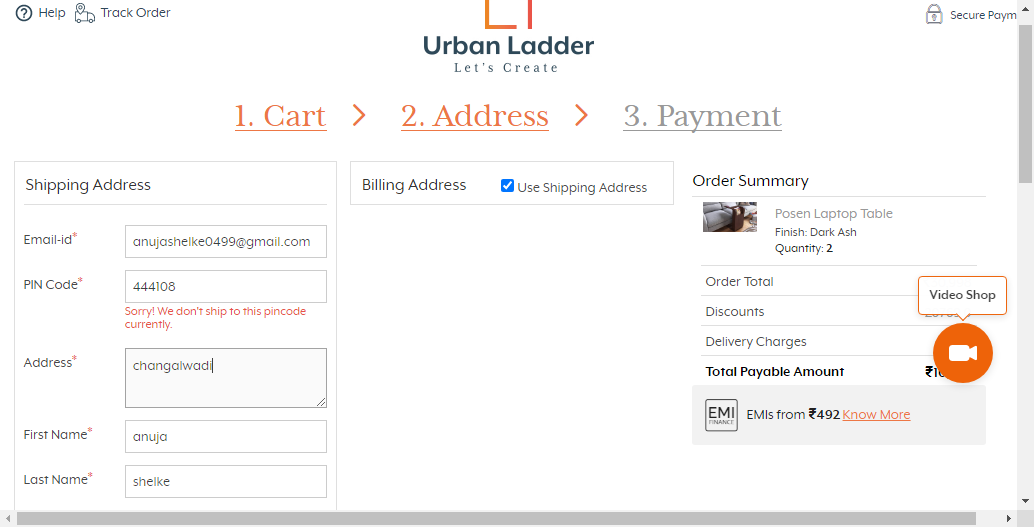 Help Track Order
Secure Paym
Urban Ladder
Let's Create
1. Cart > 2. Address > 3. Payment
Shipping Address
Email-id* anujashelke0499@gmail.com
PIN Code* 444108
Sorry! We don't ship to this pincode
currently.
Address* changalwadi
First Name* anuja
Last Name* shelke
Billing Address Use Shipping Address
Order Summary
Posen Laptop Table
Finish: Dark Ash
Quantity: 2
Order Total
Video Shop
Discounts
Delivery Charges
Total Payable Amount
EMI
FINANCE
EMIs from ₹492 Know More